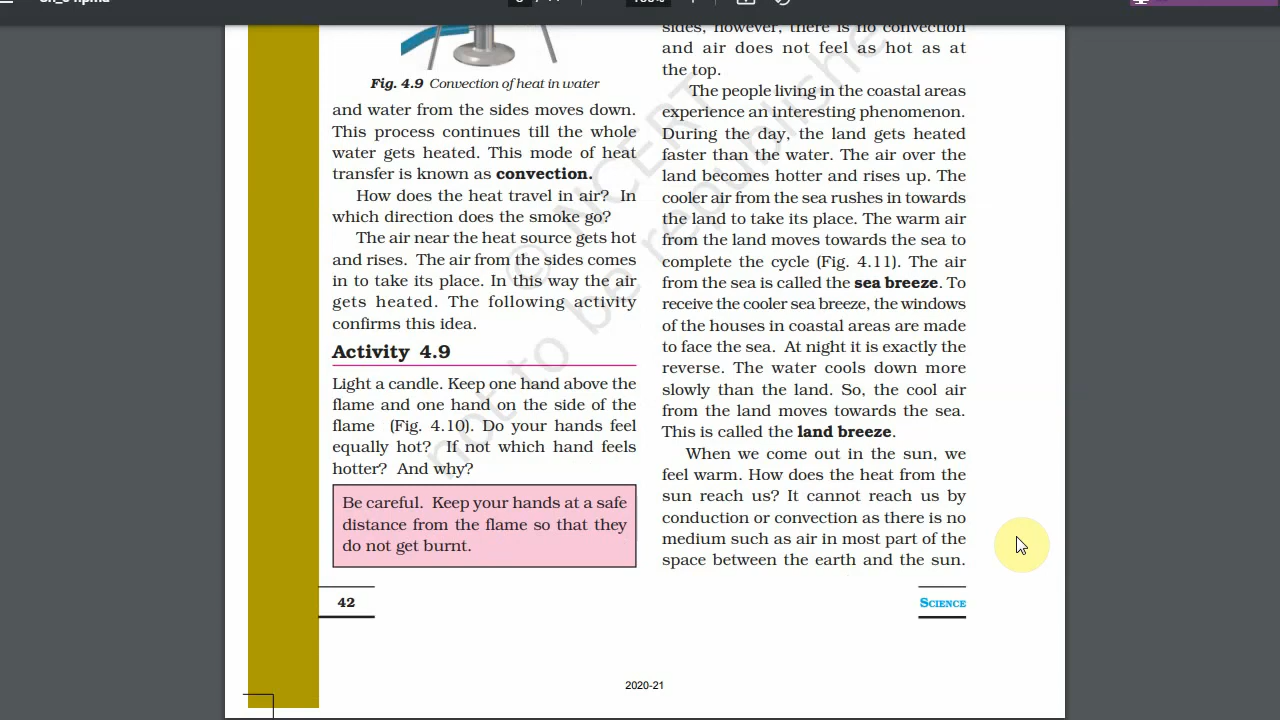 Fig. 4.9 Convection of heat in water
and water from the sides moves down.
This process continues till the whole
water gets heated. This mode of heat
transfer is known as convection.
How does the heat travel in air? In
which direction does the smoke go?
The air near the heat source gets hot
and rises. The air from the sides comes
in to take its place. In this way the air
gets heated. The following activity
confirms this idea.
Activity 4.9
Light a candle. Keep one hand above the
flame and one hand on the side of the
flame (Fig. 4.10). Do your hands feel
equally hot? If not which hand feels
hotter? And why?
Be careful. Keep your hands at a safe
distance from the flame so that they
do not get burnt.
42
sides, however, there is no convection
and air does not feel as hot as at
the top.
The people living in the coastal areas
experience an interesting phenomenon.
During the day, the land gets heated
faster than the water. The air over the
land becomes hotter and rises up. The
cooler air from the sea rushes in towards
the land to take its place. The warm air
from the land moves towards the sea to
complete the cycle (Fig. 4.11). The air
from the sea is called the sea breeze. To
receive the cooler sea breeze, the windows
of the houses in coastal areas are made
to face the sea. At night it is exactly the
reverse. The water cools down more
slowly than the land. So, the cool air
from the land moves towards the sea.
This is called the land breeze.
When we come out in the sun, we
feel warm. How does the heat from the
sun reach us? It cannot reach us by
conduction or convection as there is no
medium such as air in most part of the
space between the earth and the sun.
SCIENCE
2020-21
© NCERT
not to be republishe